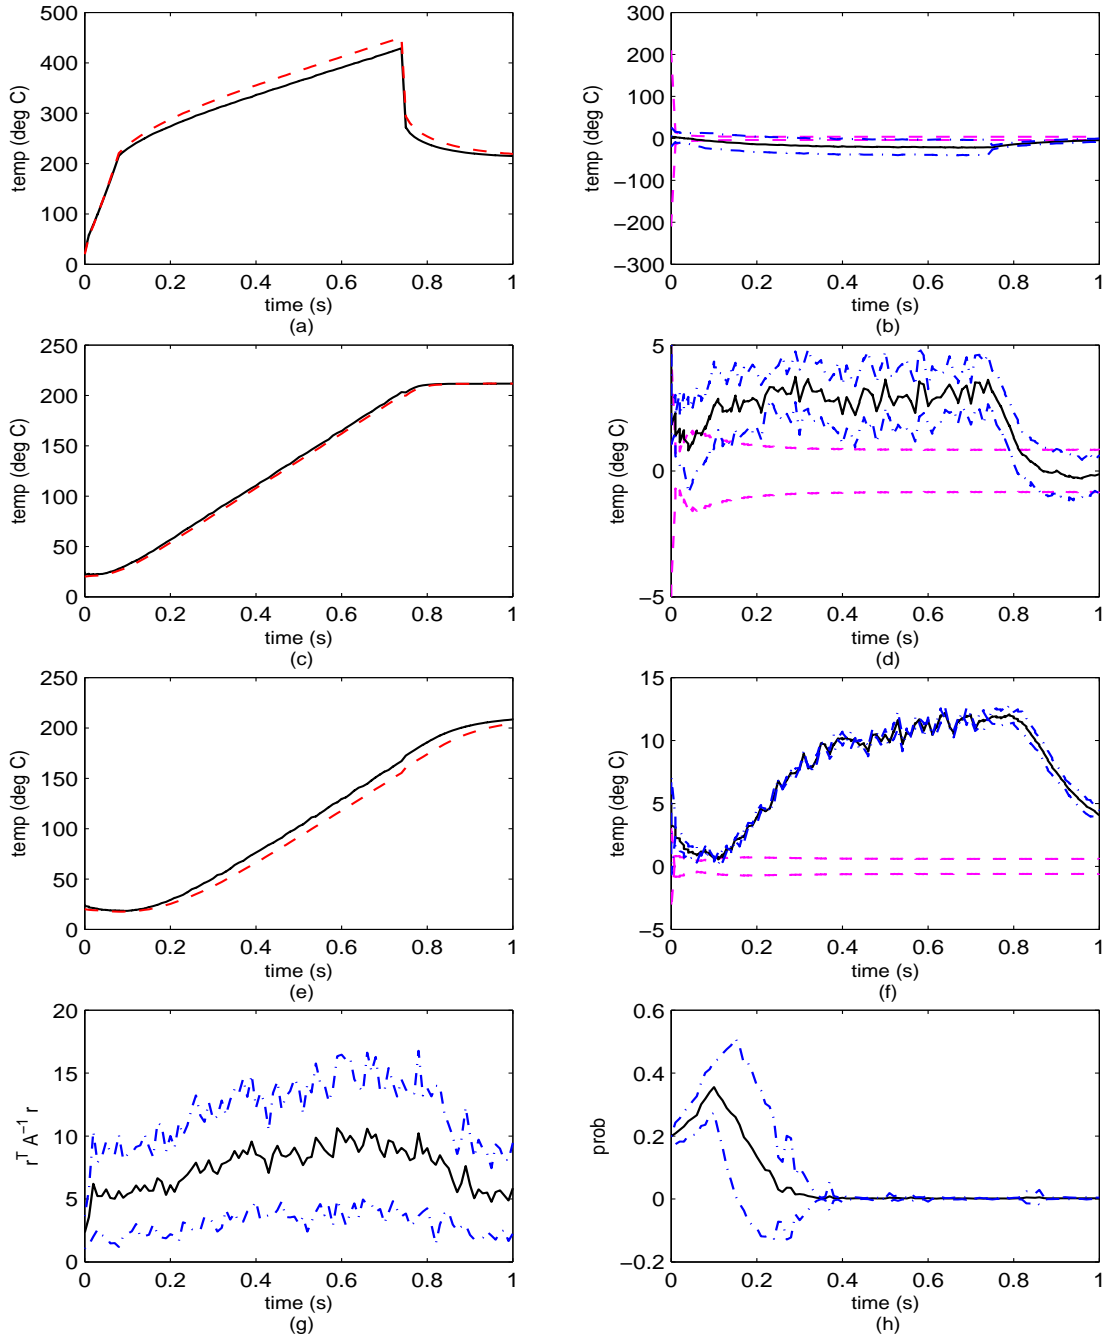 500
400
300
200
100
0
temp (deg C)
0 0.2 0.4 0.6 0.8 1
time (s)
(a)
300
200
100
0
−100
−200
−300
temp (deg C)
0 0.2 0.4 0.6 0.8 1
time (s)
(b)
250
200
150
100
50
0
temp (deg C)
0 0.2 0.4 0.6 0.8 1
time (s)
(c)
5
0
−5
temp (deg C)
0 0.2 0.4 0.6 0.8 1
time (s)
(d)
250
200
150
100
50
0
temp (deg C)
0 0.2 0.4 0.6 0.8 1
time (s)
(e)
15
10
5
0
−5
temp (deg C)
0 0.2 0.4 0.6 0.8 1
time (s)
(f)
20
15
10
5
0
r^T A^−1 r
0 0.2 0.4 0.6 0.8 1
time (s)
(g)
0.6
0.4
0.2
0
−0.2
prob
0 0.2 0.4 0.6 0.8 1
time (s)
(h)